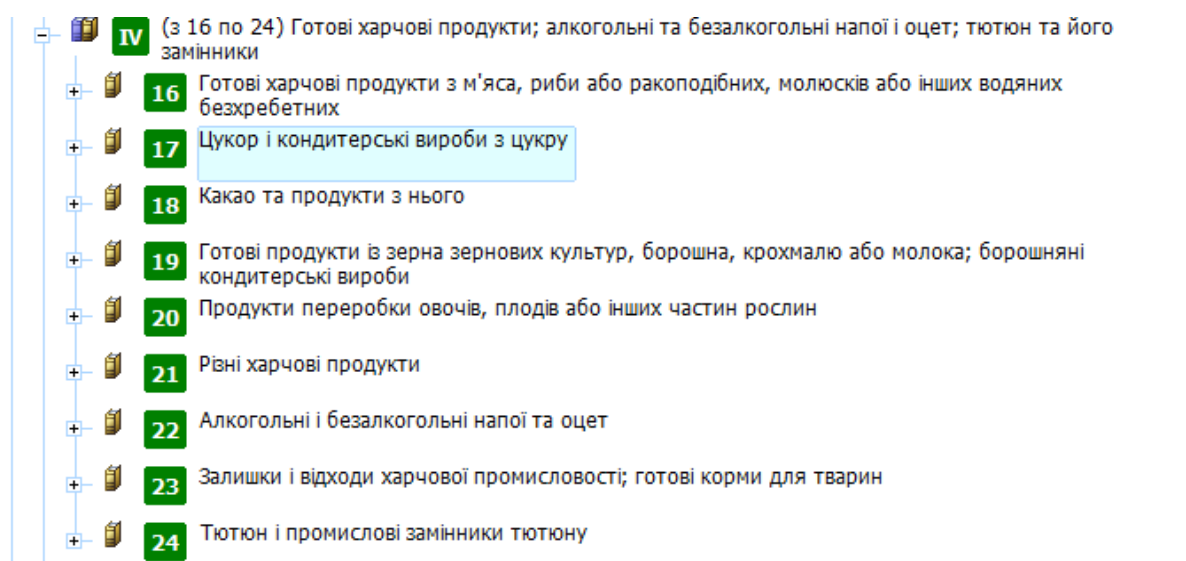 IV (з 16 по 24) Готові харчові продукти; алкогольні та безалкогольні напої і оцет; тютюн та його
замінники
16 Готові харчові продукти з м'яса, риби або ракоподібних, молюсків або інших водяних
безхребетних
17 Цукор і кондитерські вироби з цукру
18 Какао та продукти з нього
19 Готові продукти із зерна зернових культур, борошна, крохмалю або молока; борошняні
кондитерські вироби
20 Продукти переробки овочів, плодів або інших частин рослин
21 Різні харчові продукти
22 Алкогольні і безалкогольні напої та оцет
23 Залишки і відходи харчової промисловості; готові корми для тварин
24 Тютюн і промислові замінники тютюну